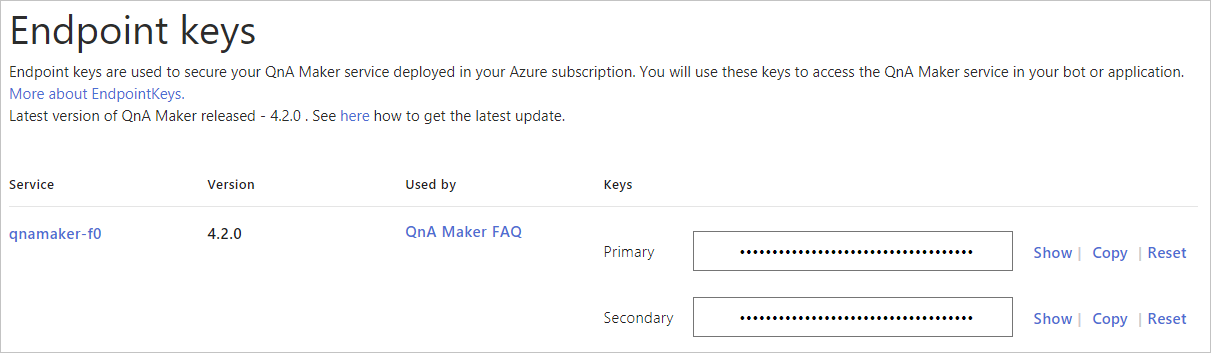 Endpoint keys
Endpoint keys are used to secure your QnA Maker service deployed in your Azure subscription. You will use these keys to access the QnA Maker service in your bot or application.
More about EndpointKeys.
Latest version of QnA Maker released - 4.2.0 . See here how to get the latest update.
Service Version Used by Keys
qnamaker-f0 4.2.0 QnA Maker FAQ
Primary •••••••••••••••••••••••••••••••••••• Show | Copy | Reset
Secondary •••••••••••••••••••••••••••••••••••• Show | Copy | Reset